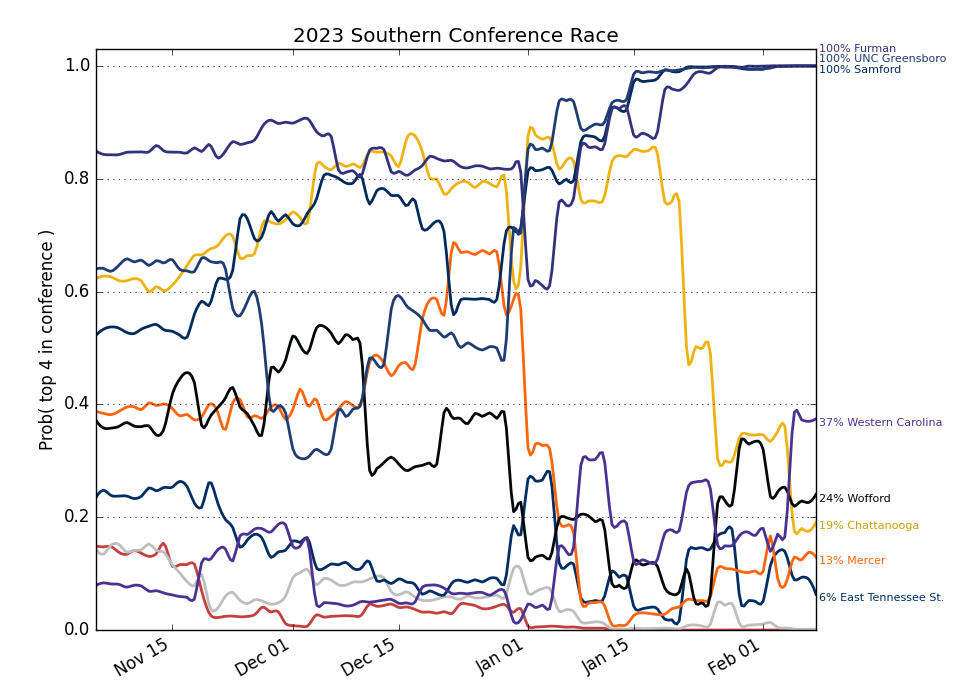 2023 Southern Conference Race
Prob( top 4 in conference )
1.0
0.8
0.6
0.4
0.2
0.0
Nov 15
Dec 01
Dec 15
Jan 01
Jan 15
Feb 01
100% Furman
100% UNC Greensboro
100% Samford
37% Western Carolina
24% Wofford
19% Chattanooga
13% Mercer
6% East Tennessee St.